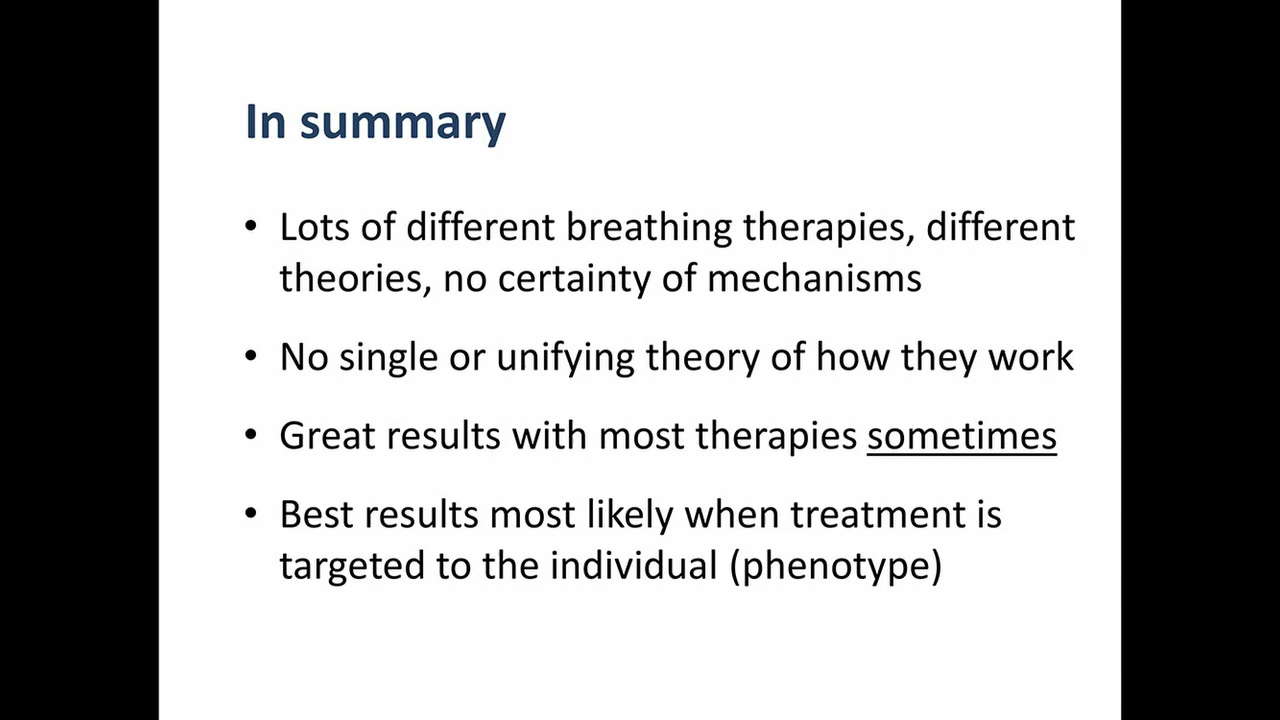 In summary
• Lots of different breathing therapies, different
theories, no certainty of mechanisms
• No single or unifying theory of how they work
• Great results with most therapies sometimes
• Best results most likely when treatment is
targeted to the individual (phenotype)